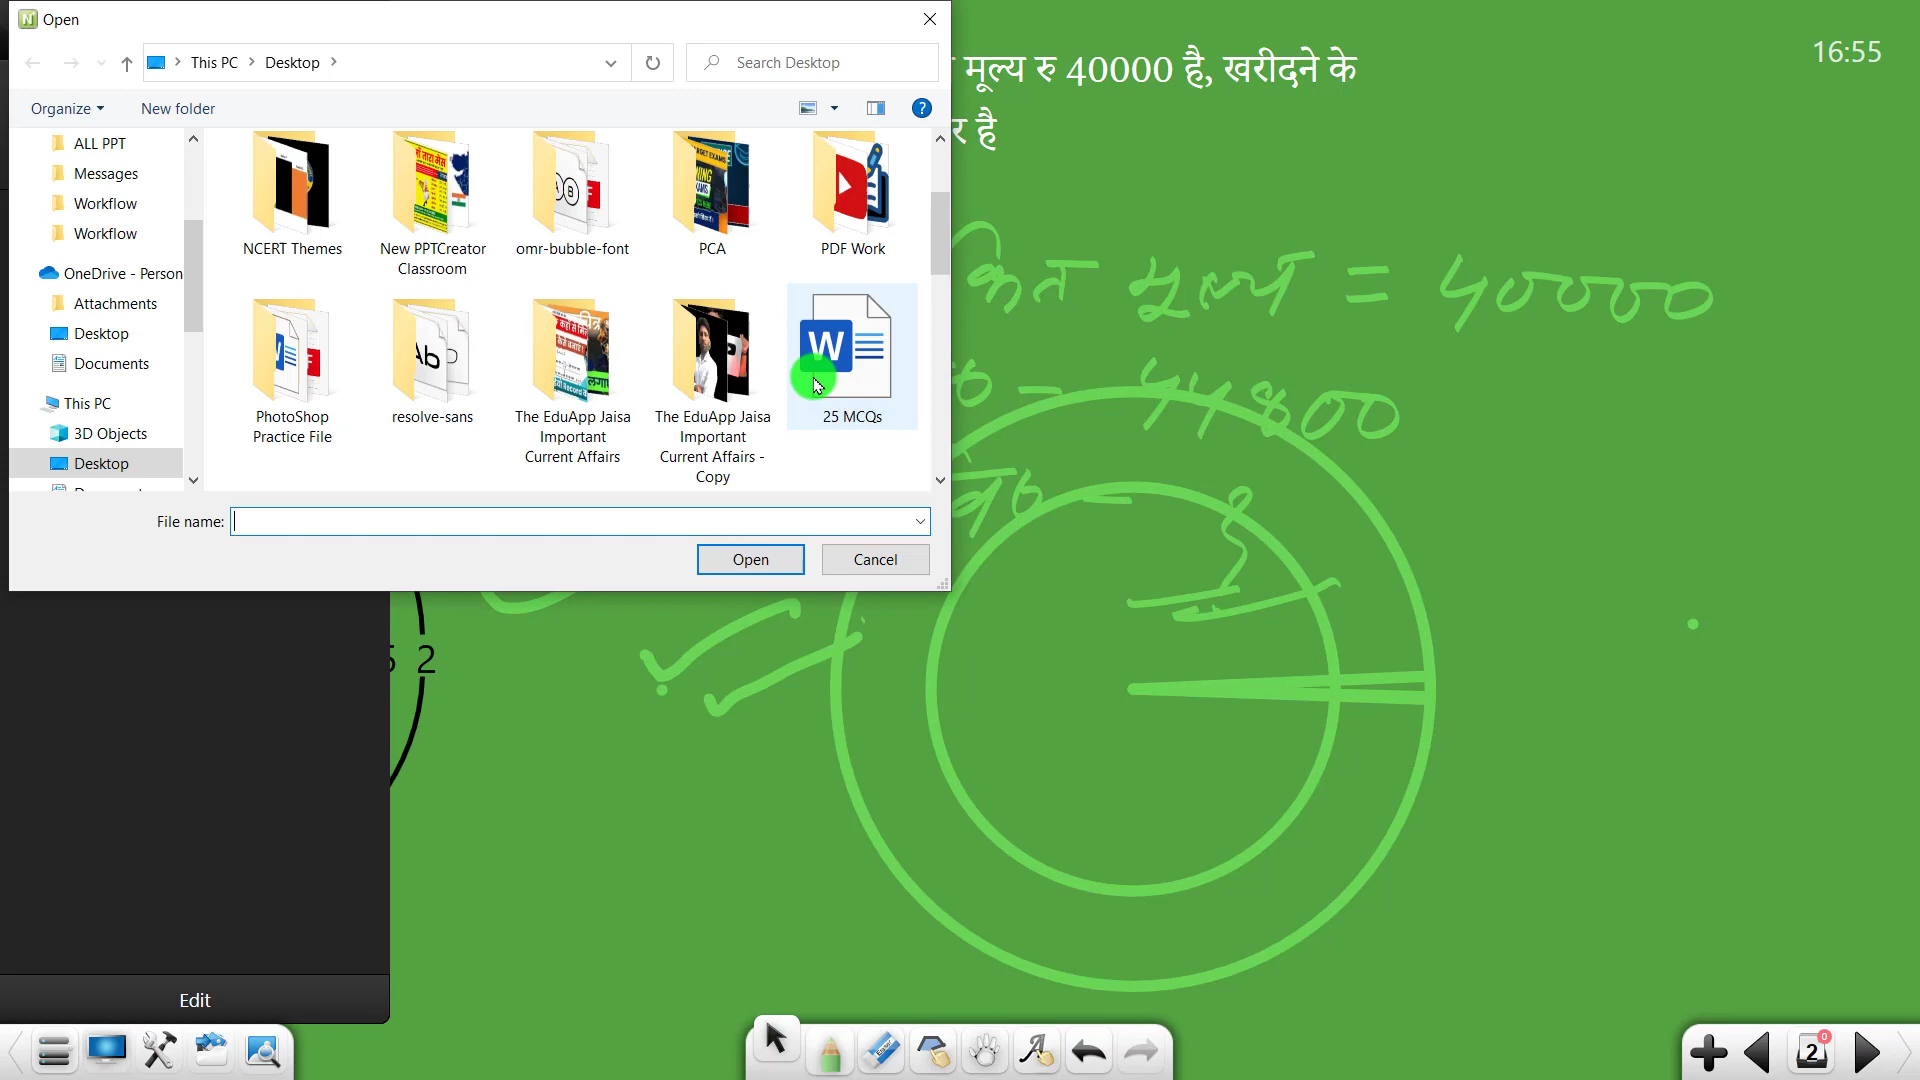 Open
This PC
Desktop
Search Desktop
Organize
New folder
ALL PPT
Messages
Workflow
Workflow
OneDrive - Person
Attachments
Desktop
Documents
This PC
3D Objects
Desktop
NCERT Themes
New PPTCreator
Classroom
omr-bubble-font
PCA
PDF Work
PhotoShop
Practice File
resolve-sans
The EduApp Jaisa
Important
Current Affairs
The EduApp Jaisa
Important
Current Affairs -
Copy
25 MCQs
File name:
Open
Cancel
मूल्य रु 40000 है, खरीदने के
र है
16:55
मूल्य = 40000
2
Edit
2
0